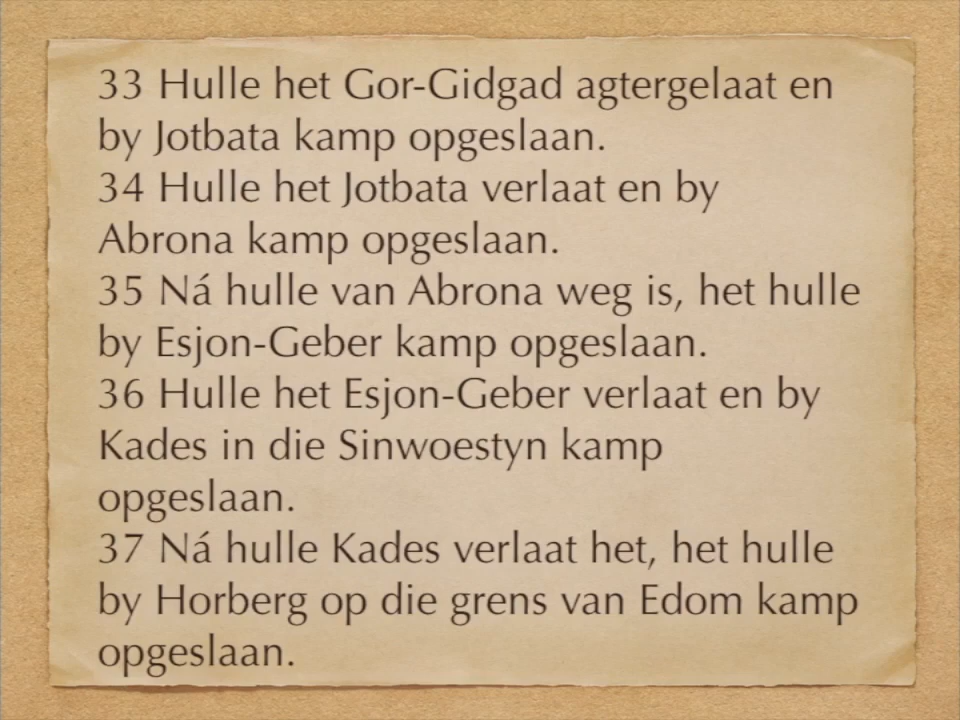 33 Hulle het Gor-Gidgad agtergelaat en
by Jotbata kamp opgeslaan.
34 Hulle het Jotbata verlaat en by
Abrona kamp opgeslaan.
35 Ná hulle van Abrona weg is, het hulle
by Esjon-Geber kamp opgeslaan.
36 Hulle het Esjon-Geber verlaat en by
Kades in die Sinwoestyn kamp
opgeslaan.
37 Ná hulle Kades verlaat het, het hulle
by Horberg op die grens van Edom kamp
opgeslaan.